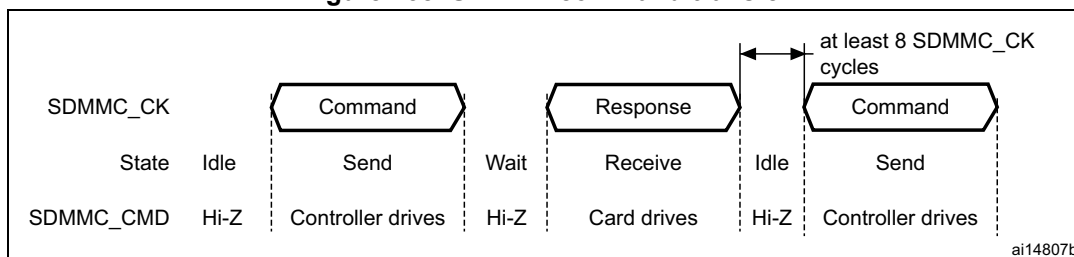 at least 8 SDMMC_CK
cycles
SDMMC_CK Command Response Command
State Idle Send Wait Receive Idle Send
SDMMC_CMD Hi-Z Controller drives Hi-Z Card drives Hi-Z Controller drives
ai14807b